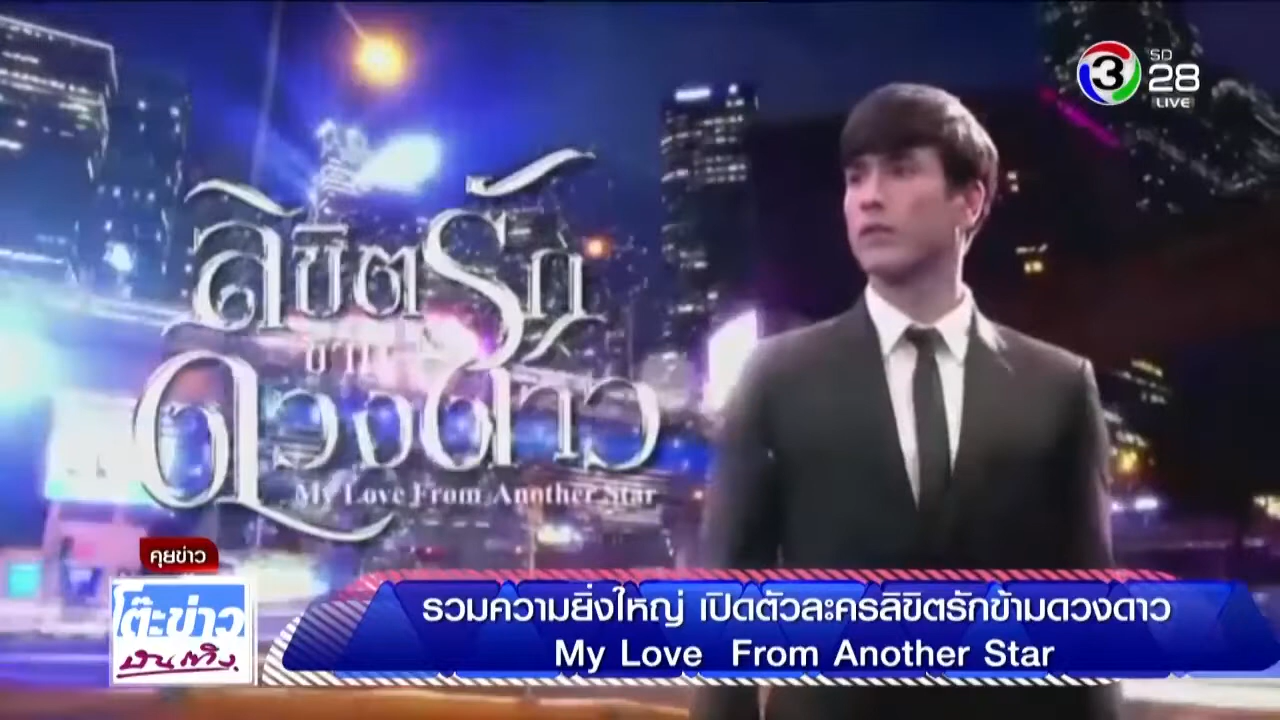 3
SD
28
LIVE
ลิขิตรัก
ข้าม
ดวงดาว
My Love From Another Star
คุยข่าว
โต๊ะข่าว
บันเทิง
รวมความยิ่งใหญ่ เปิดตัวละครลิขิตรักข้ามดวงดาว
My Love From Another Star